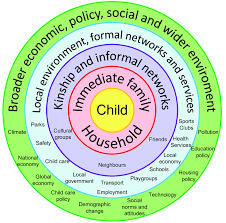 Broader economic, policy, social and wider enviroment
Local environment, formal networks and services
Kinship and informal networks
Immediate family
Child
Household
Climate
Parks
Safety
Cultural groups
Friends
Sports Clubs
Health Services
Pollution
Education policy
National economy
Child care
Neighbours
Local Schools
Housing policy
Global economy
Local government
Transport
Playgroups
Child care policy
Employment
Technology
Demographic change
Social norms and attitudes